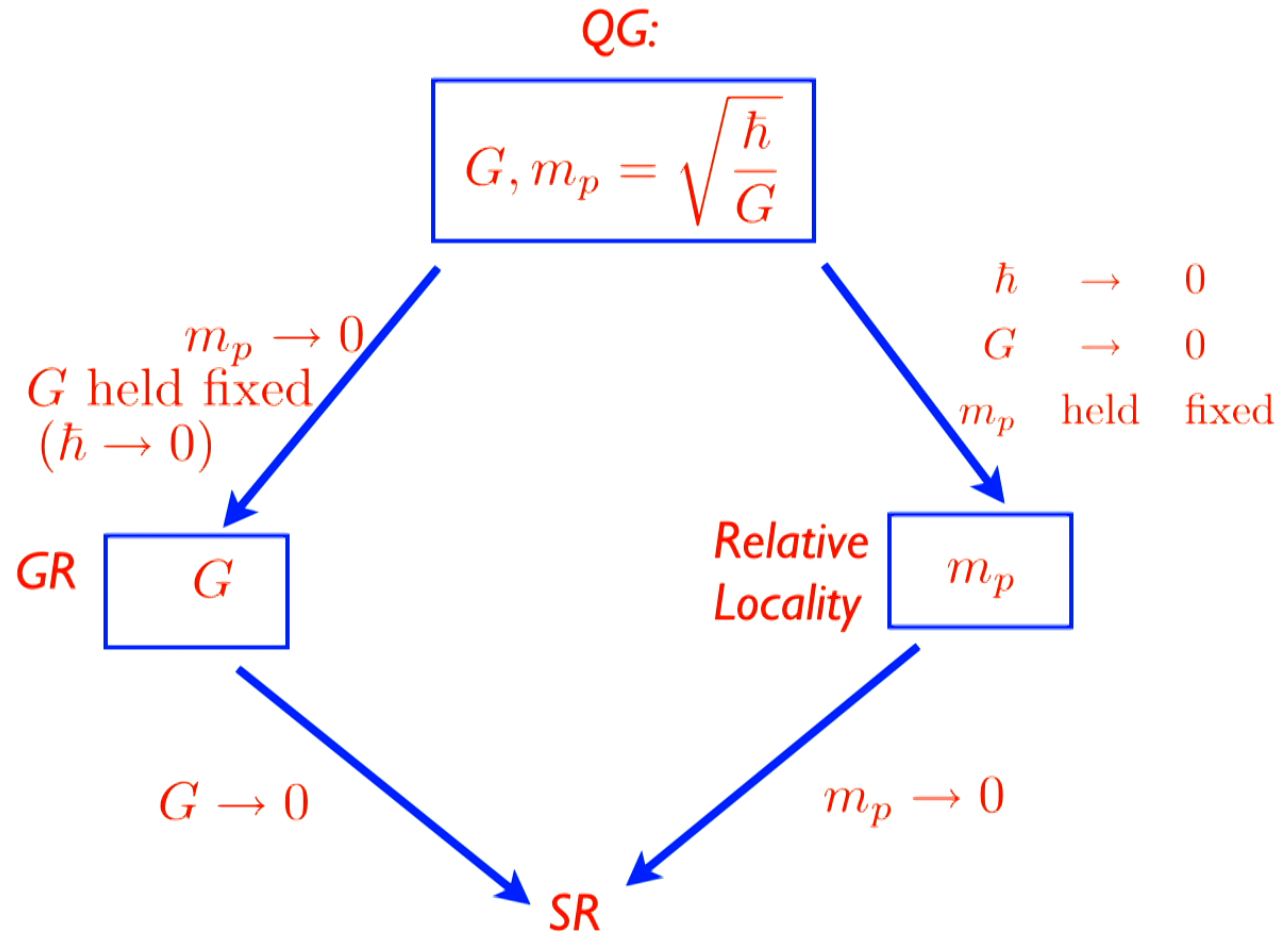 QG:
G, m_p = √(ħ/G)
ħ → 0
G → 0
m_p held fixed
m_p → 0
G held fixed
(ħ → 0)
GR
G
Relative
Locality
m_p
G → 0
m_p → 0
SR